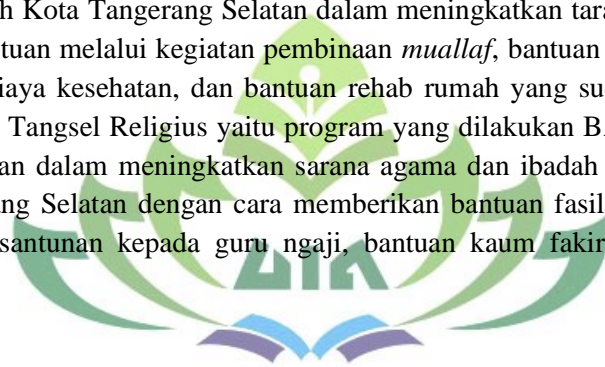 h Kota Tangerang Selatan dalam meningkatkan tara
tuan melalui kegiatan pembinaan muallaf, bantuan
iaya kesehatan, dan bantuan rehab rumah yang su
Tangsel Religius yaitu program yang dilakukan BA
an dalam meningkatkan sarana agama dan ibadah
ang Selatan dengan cara memberikan bantuan fasil
santunan kepada guru ngaji, bantuan kaum fakir